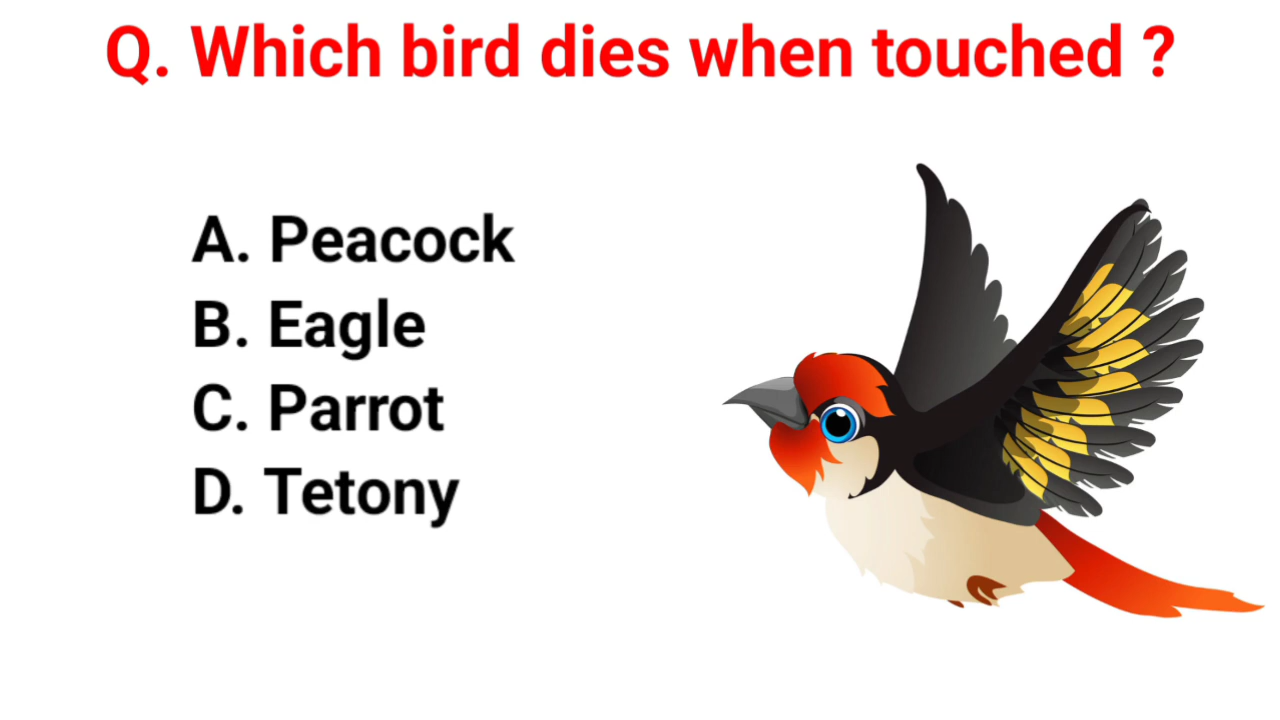 Q. Which bird dies when touched ?
A. Peacock
B. Eagle
C. Parrot
D. Tetony